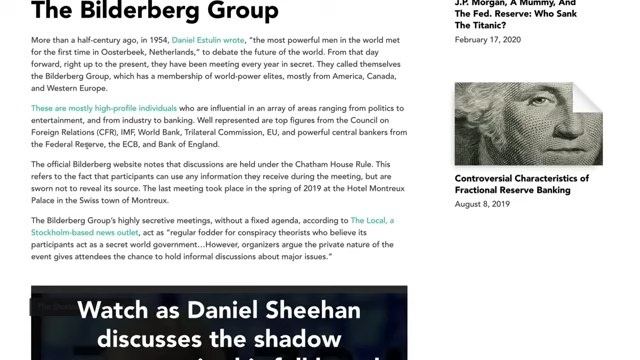 The Bilderberg Group
More than a half-century ago, in 1954, Daniel Estulin wrote, “the most powerful men in the world met
for the first time in Oosterbeek, Netherlands,” to debate the future of the world. From that day
forward, right up to the present, they have been meeting every year in secret. They called themselves
the Bilderberg Group, which has a membership of world-power elites, mostly from America, Canada,
and Western Europe.
These are mostly high-profile individuals who are influential in an array of areas ranging from politics to
entertainment, and from industry to banking. Well represented are top figures from the Council on
Foreign Relations (CFR), IMF, World Bank, Trilateral Commission, EU, and powerful central bankers from
the Federal Reserve, the ECB, and Bank of England.
The official Bilderberg website notes that discussions are held under the Chatham House Rule. This
refers to the fact that participants can use any information they receive during the meeting, but are
sworn not to reveal its source. The last meeting took place in the spring of 2019 at the Hotel Montreux
Palace in the Swiss town of Montreux.
The Bilderberg Group’s highly secretive meetings, without a fixed agenda, according to The Local, a
Stockholm-based news outlet, act as “regular fodder for conspiracy theorists who believe its
participants act as a secret world government…However, organizers argue the private nature of the
event gives attendees the chance to hold informal discussions about major issues.”
Watch as Daniel Sheehan
discusses the shadow
J.P. Morgan, A Mummy, And
The Fed. Reserve: Who Sank
The Titanic?
February 17, 2020
Controversial Characteristics of
Fractional Reserve Banking
August 8, 2019